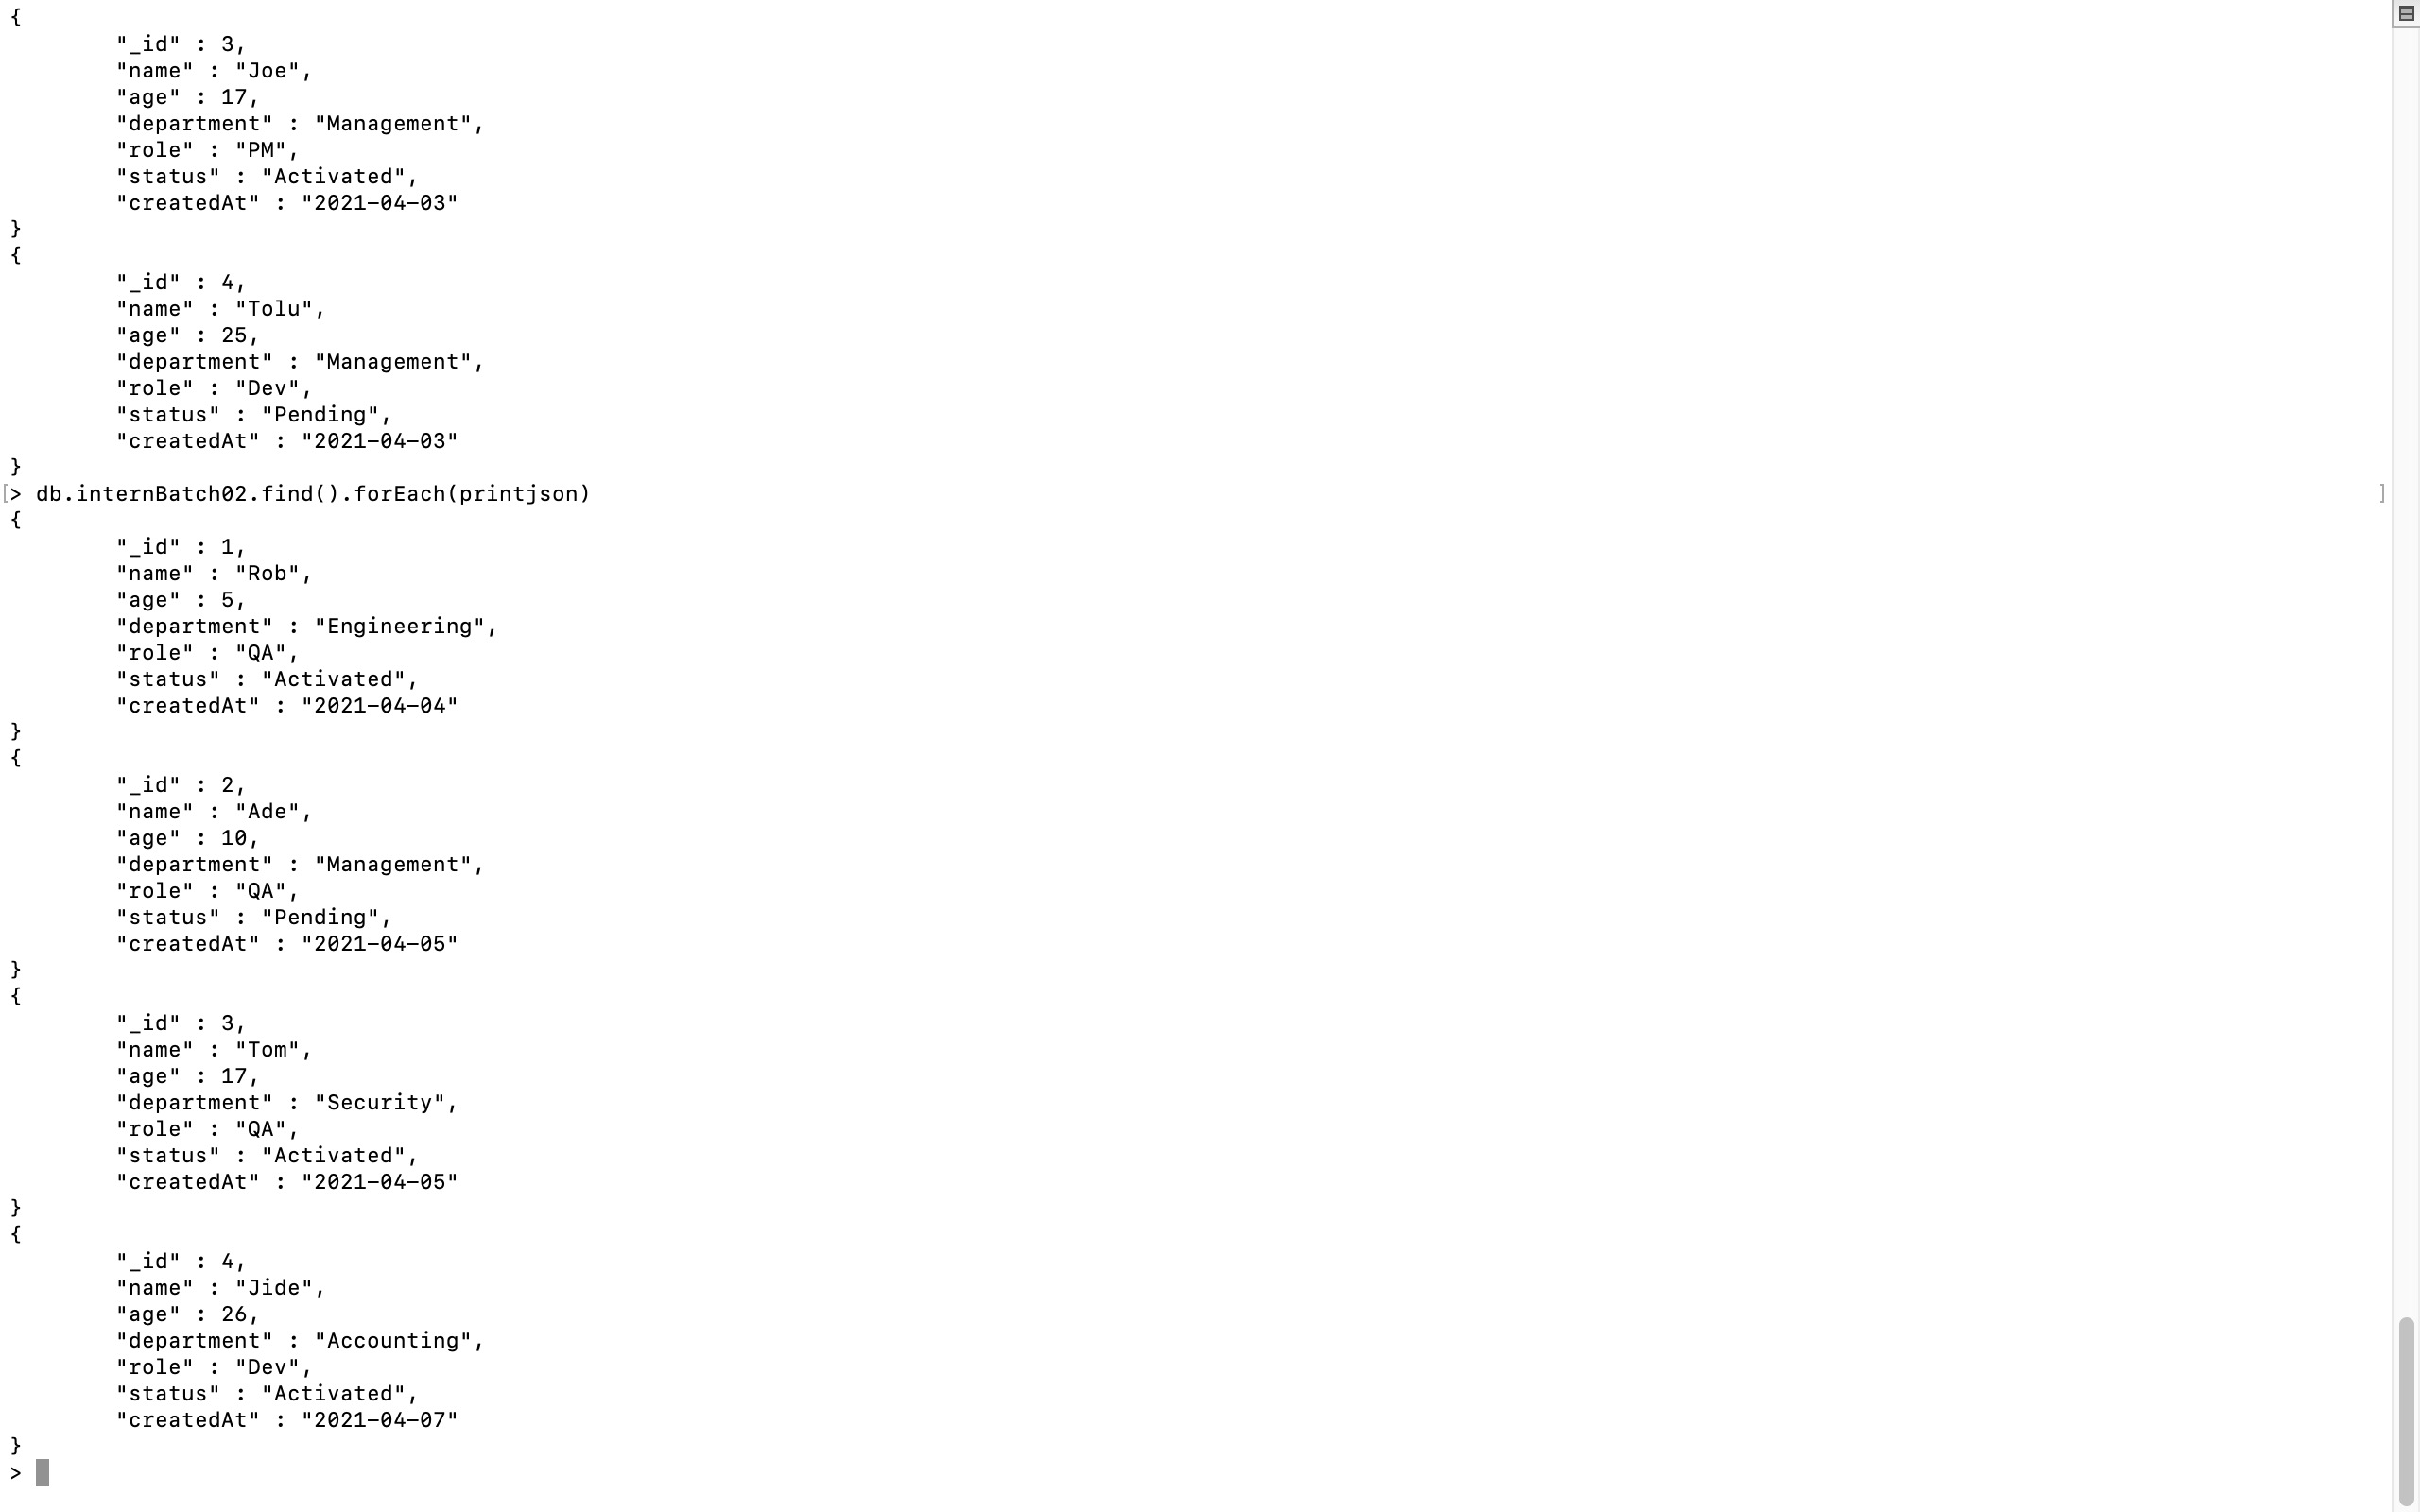 {
"_id" : 3,
"name" : "Joe",
"age" : 17,
"department" : "Management",
"role" : "PM",
"status" : "Activated",
"createdAt" : "2021-04-03"
}
{
"_id" : 4,
"name" : "Tolu",
"age" : 25,
"department" : "Management",
"role" : "Dev",
"status" : "Pending",
"createdAt" : "2021-04-03"
}
[> db.internBatch02.find().forEach(printjson) ]
{
"_id" : 1,
"name" : "Rob",
"age" : 5,
"department" : "Engineering",
"role" : "QA",
"status" : "Activated",
"createdAt" : "2021-04-04"
}
{
"_id" : 2,
"name" : "Ade",
"age" : 10,
"department" : "Management",
"role" : "QA",
"status" : "Pending",
"createdAt" : "2021-04-05"
}
{
"_id" : 3,
"name" : "Tom",
"age" : 17,
"department" : "Security",
"role" : "QA",
"status" : "Activated",
"createdAt" : "2021-04-05"
}
{
"_id" : 4,
"name" : "Jide",
"age" : 26,
"department" : "Accounting",
"role" : "Dev",
"status" : "Activated",
"createdAt" : "2021-04-07"
}
>